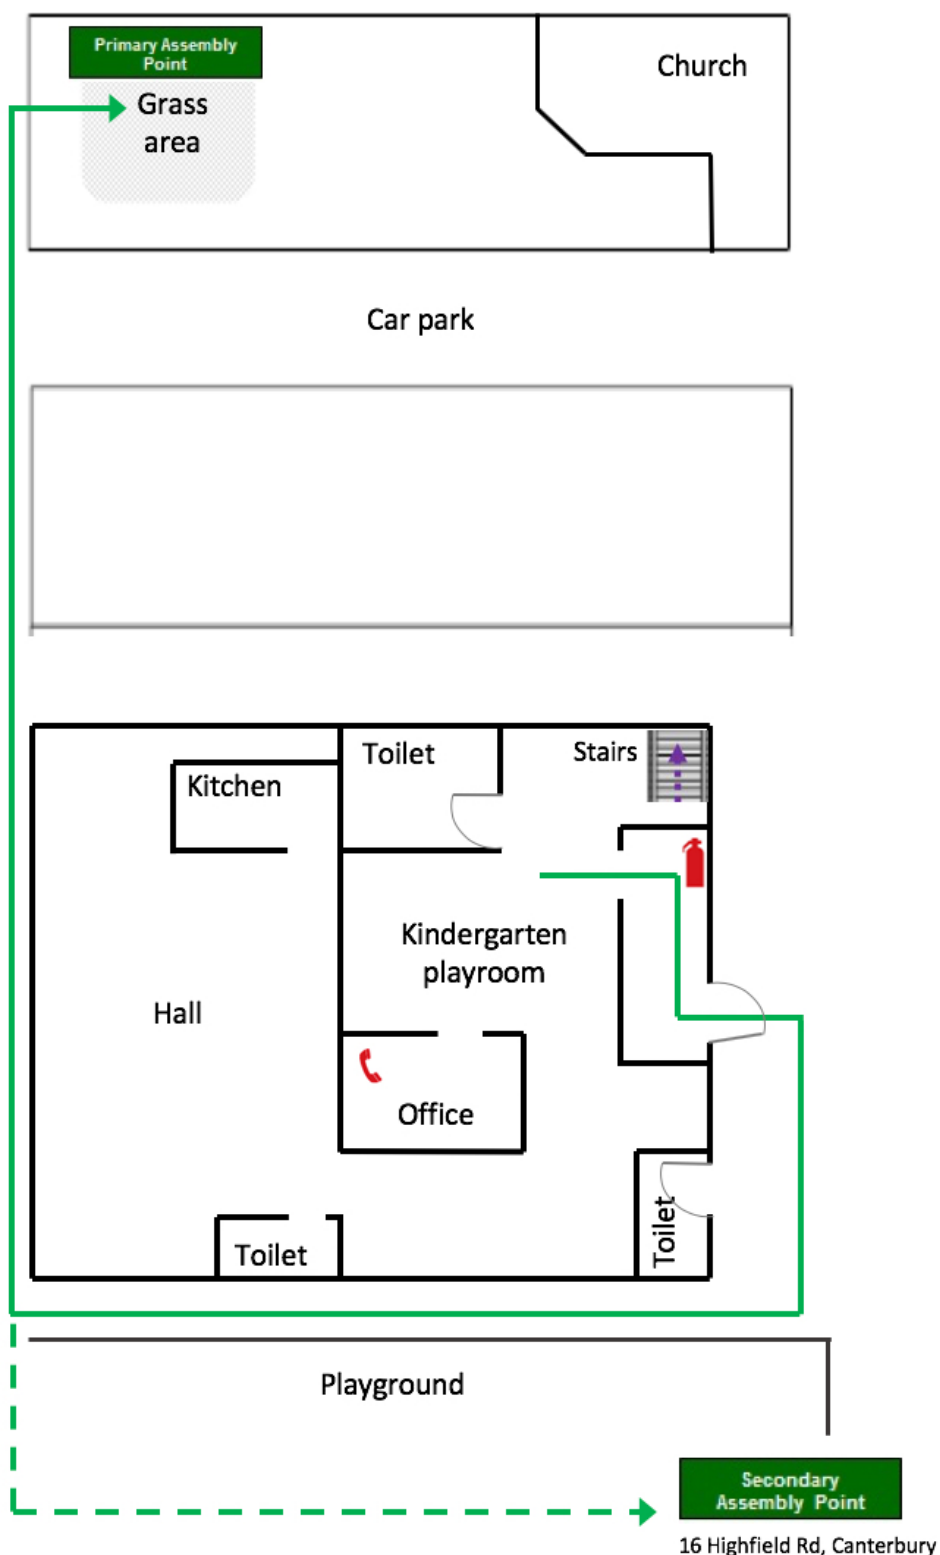 Primary Assembly
Point
Grass
area
Church
Car park
Toilet
Stairs
Kitchen
Kindergarten
playroom
Hall
Office
Toilet
Toilet
Playground
Secondary
Assembly Point
16 Highfield Rd, Canterbury